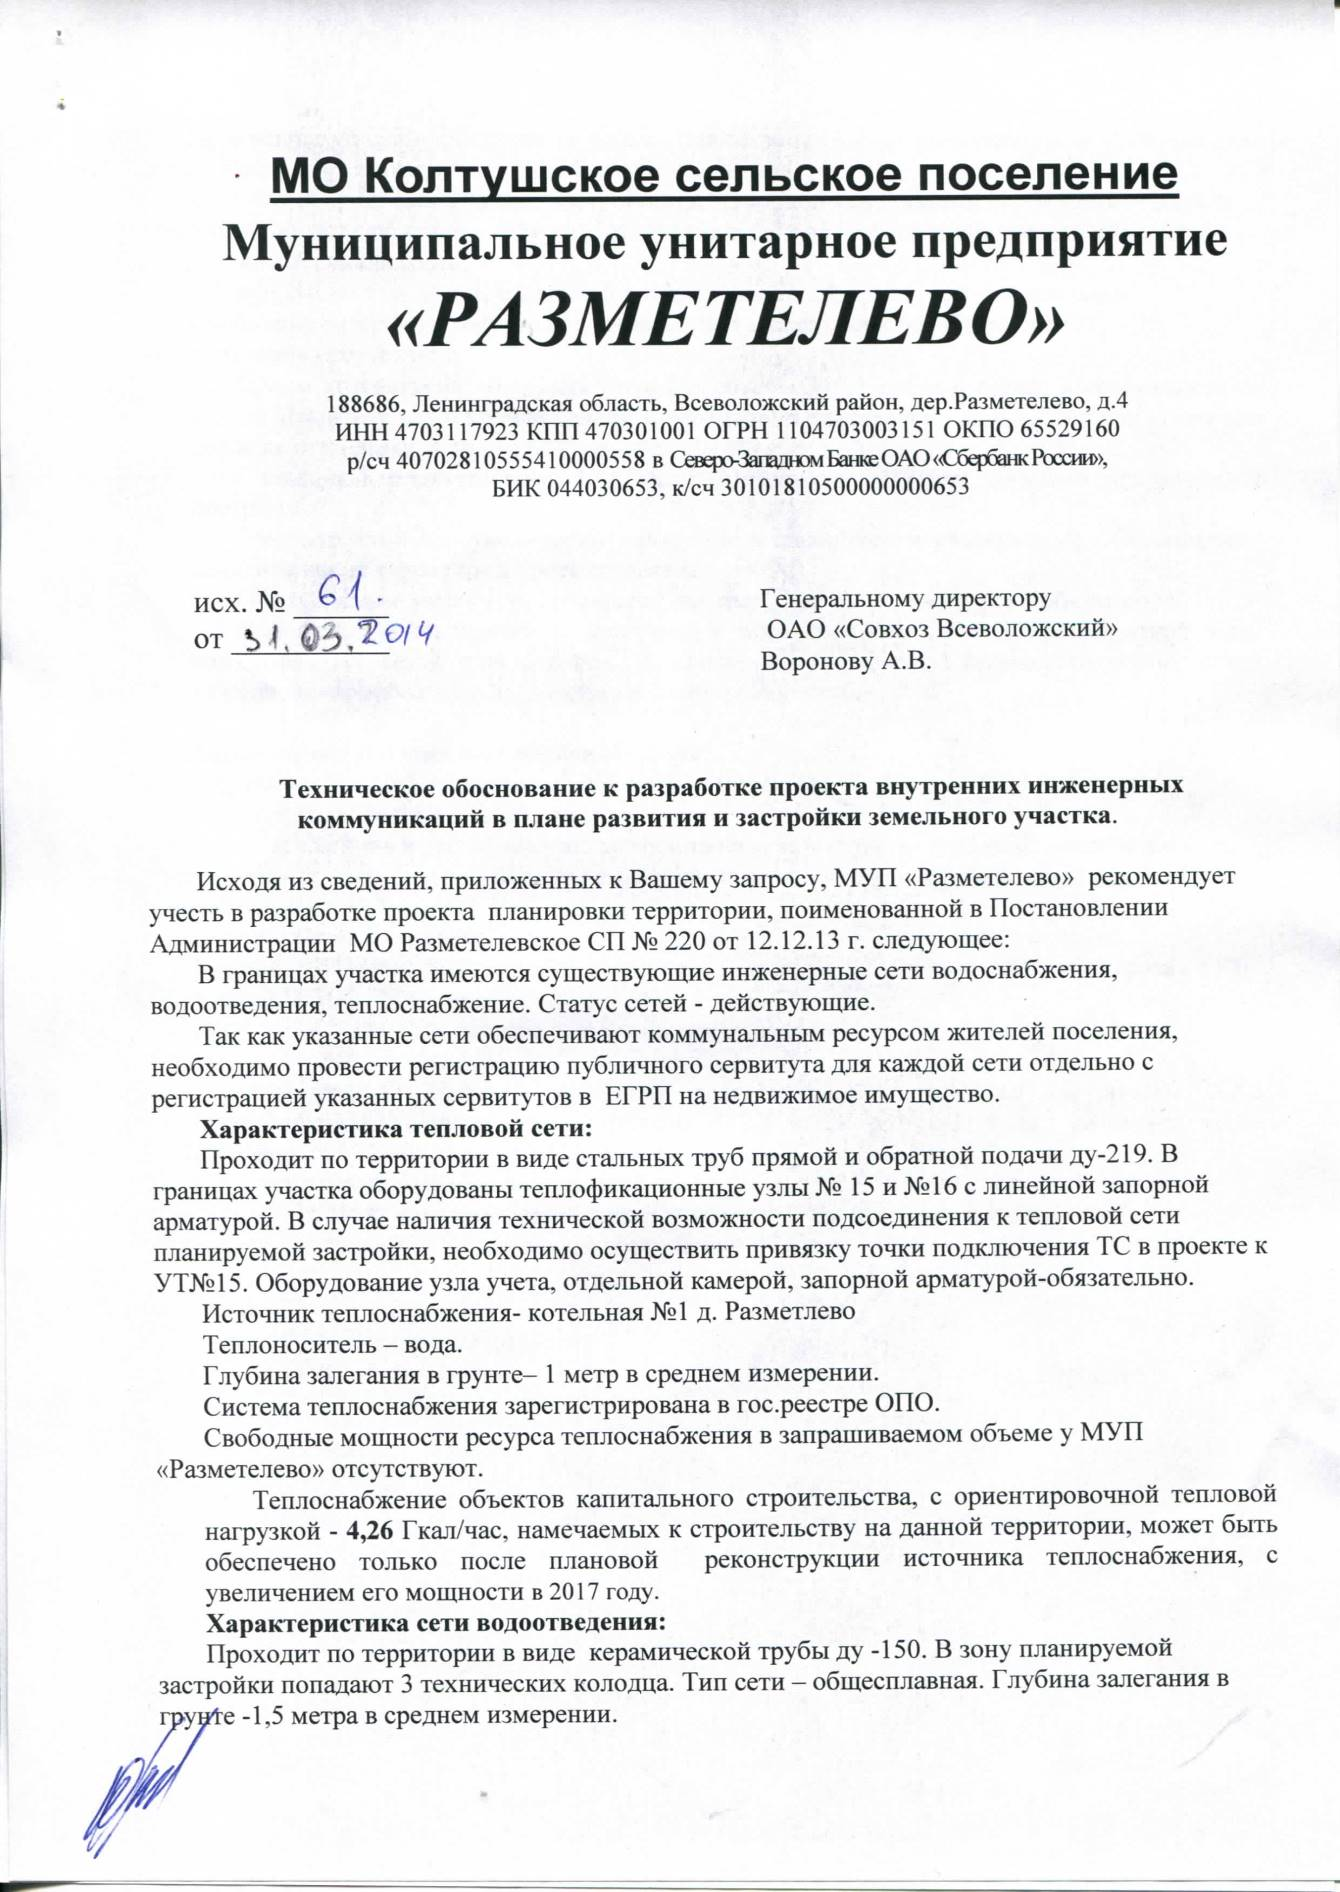 МО Колтушское сельское поселение
Муниципальное унитарное предприятие
«РАЗМЕТЕЛЕВО»
188686, Ленинградская область, Всеволожский район, дер.Разметелево, д.4
ИНН 4703117923 КПП 470301001 ОГРН 1104703003151 ОКПО 65529160
р/сч 40702810555410000558 в Северо-Западном Банке ОАО «Сбербанк России»,
БИК 044030653, к/сч 30101810500000000653
исх. № 61.
от 31.03.2014
Генеральному директору
ОАО «Совхоз Всеволожский»
Воронову А.В.
Техническое обоснование к разработке проекта внутренних инженерных
коммуникаций в плане развития и застройки земельного участка.
Исходя из сведений, приложенных к Вашему запросу, МУП «Разметелево» рекомендует
учесть в разработке проекта планировки территории, поименованной в Постановлении
Администрации МО Разметелевское СП № 220 от 12.12.13 г. следующее:
В границах участка имеются существующие инженерные сети водоснабжения,
водоотведения, теплоснабжение. Статус сетей - действующие.
Так как указанные сети обеспечивают коммунальным ресурсом жителей поселения,
необходимо провести регистрацию публичного сервитута для каждой сети отдельно с
регистрацией указанных сервитутов в ЕГРП на недвижимое имущество.
Характеристика тепловой сети:
Проходит по территории в виде стальных труб прямой и обратной подачи ду-219. В
границах участка оборудованы теплофикационные узлы № 15 и №16 с линейной запорной
арматурой. В случае наличия технической возможности подсоединения к тепловой сети
планируемой застройки, необходимо осуществить привязку точки подключения ТС в проекте к
УТ№15. Оборудование узла учета, отдельной камерой, запорной арматурой-обязательно.
Источник теплоснабжения- котельная №1 д. Разметлево
Теплоноситель – вода.
Глубина залегания в грунте– 1 метр в среднем измерении.
Система теплоснабжения зарегистрирована в гос.реестре ОПО.
Свободные мощности ресурса теплоснабжения в запрашиваемом объеме у МУП
«Разметелево» отсутствуют.
Теплоснабжение объектов капитального строительства, с ориентировочной тепловой
нагрузкой - 4,26 Гкал/час, намечаемых к строительству на данной территории, может быть
обеспечено только после плановой реконструкции источника теплоснабжения, с
увеличением его мощности в 2017 году.
Характеристика сети водоотведения:
Проходит по территории в виде керамической трубы ду -150. В зону планируемой
застройки попадают 3 технических колодца. Тип сети – общесплавная. Глубина залегания в
грунте -1,5 метра в среднем измерении.